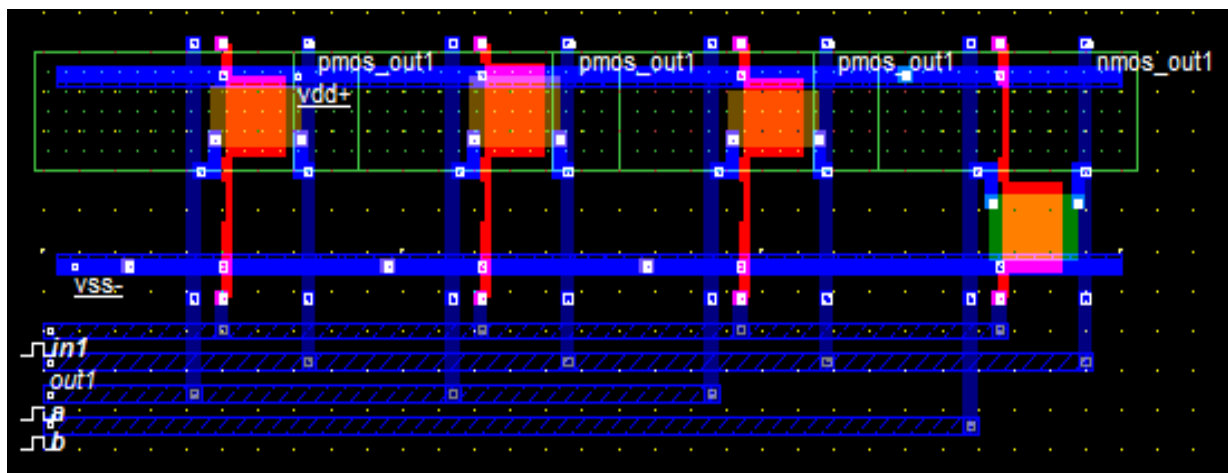 pmos_out1 pmos_out1 pmos_out1 nmos_out1
vdd+
vss-
in1
out1
a
b